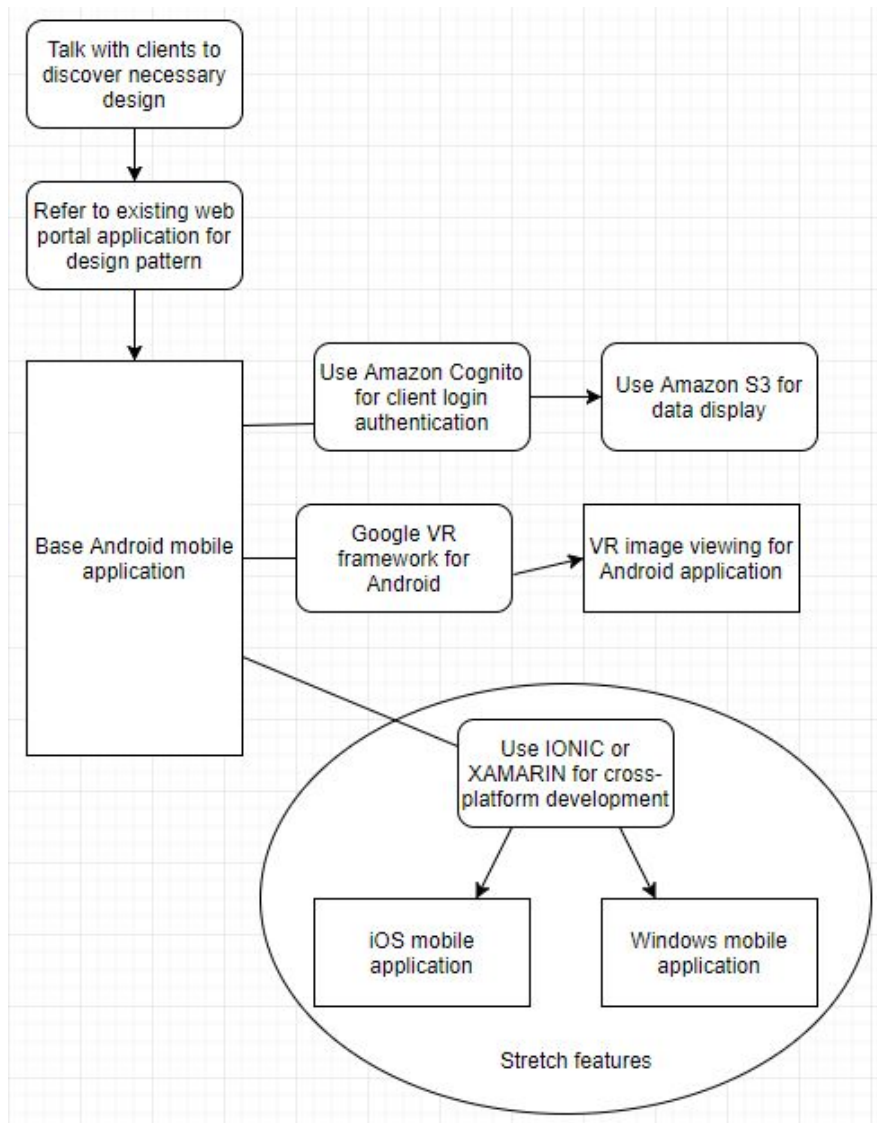 Talk with clients to
discover necessary
design
Refer to existing web
portal application for
design pattern
Base Android mobile
application
Use Amazon Cognito
for client login
authentication
Use Amazon S3 for
data display
Google VR
framework for
Android
VR image viewing for
Android application
Use IONIC or
XAMARIN for cross-
platform development
iOS mobile
application
Windows mobile
application
Stretch features